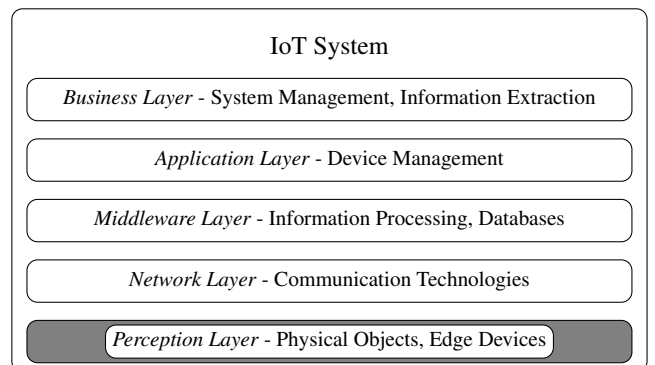 IoT System
Business Layer - System Management, Information Extraction
Application Layer - Device Management
Middleware Layer - Information Processing, Databases
Network Layer - Communication Technologies
Perception Layer - Physical Objects, Edge Devices